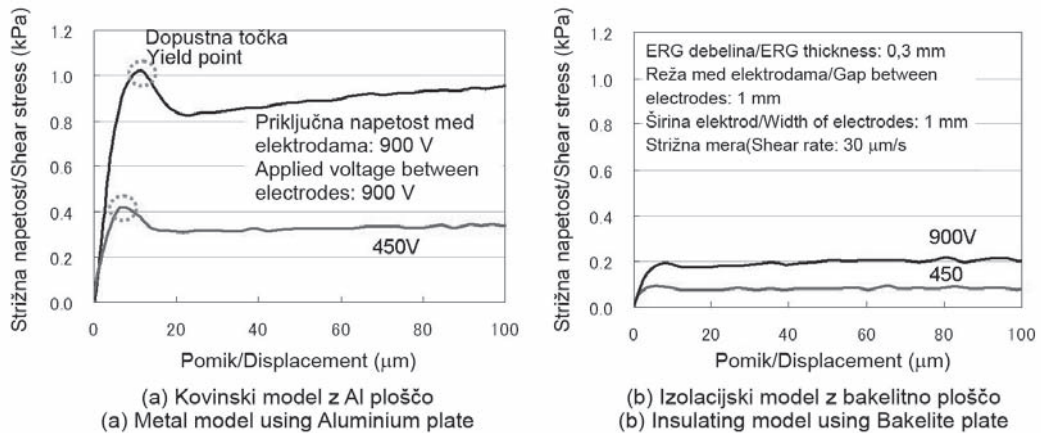 Strižna napetost/Shear stress (kPa)
1.2
1.0
0.8
0.6
0.4
0.2
0.0
Dopustna točka
Yield point
Priključna napetost med
elektrodama: 900 V
Applied voltage between
electrodes: 900 V
450V
0
20
40
60
80
100
Pomik/Displacement (μm)
(a) Kovinski model z Al ploščo
(a) Metal model using Aluminium plate
Strižna napetost/Shear stress (kPa)
1.2
1.0
0.8
0.6
0.4
0.2
0.0
ERG debelina/ERG thickness: 0,3 mm
Reža med elektrodama/Gap between
electrodes: 1 mm
Širina elektrod/Width of electrodes: 1 mm
Strižna mera(Shear rate: 30 μm/s
900V
450
0
20
40
60
80
100
Pomik/Displacement (μm)
(b) Izolacijski model z bakelitno ploščo
(b) Insulating model using Bakelite plate